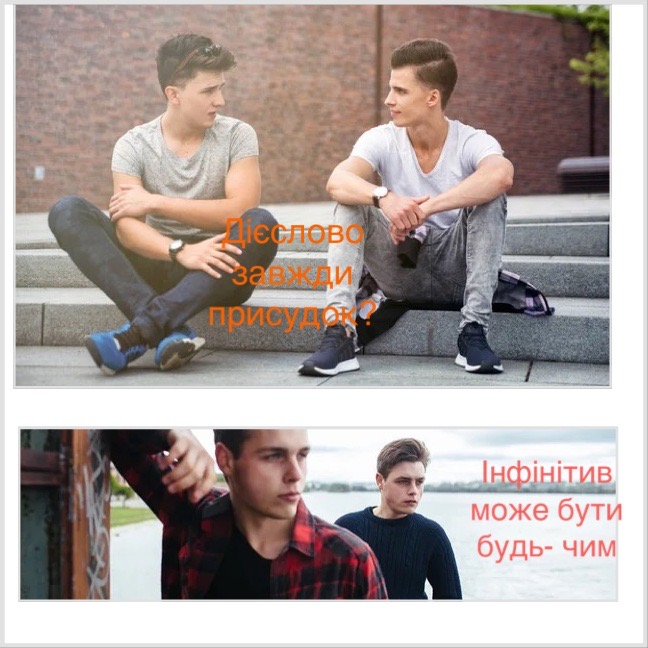 Дієслово
завжди
присудок?
Інфінітив
може бути
будь- чим